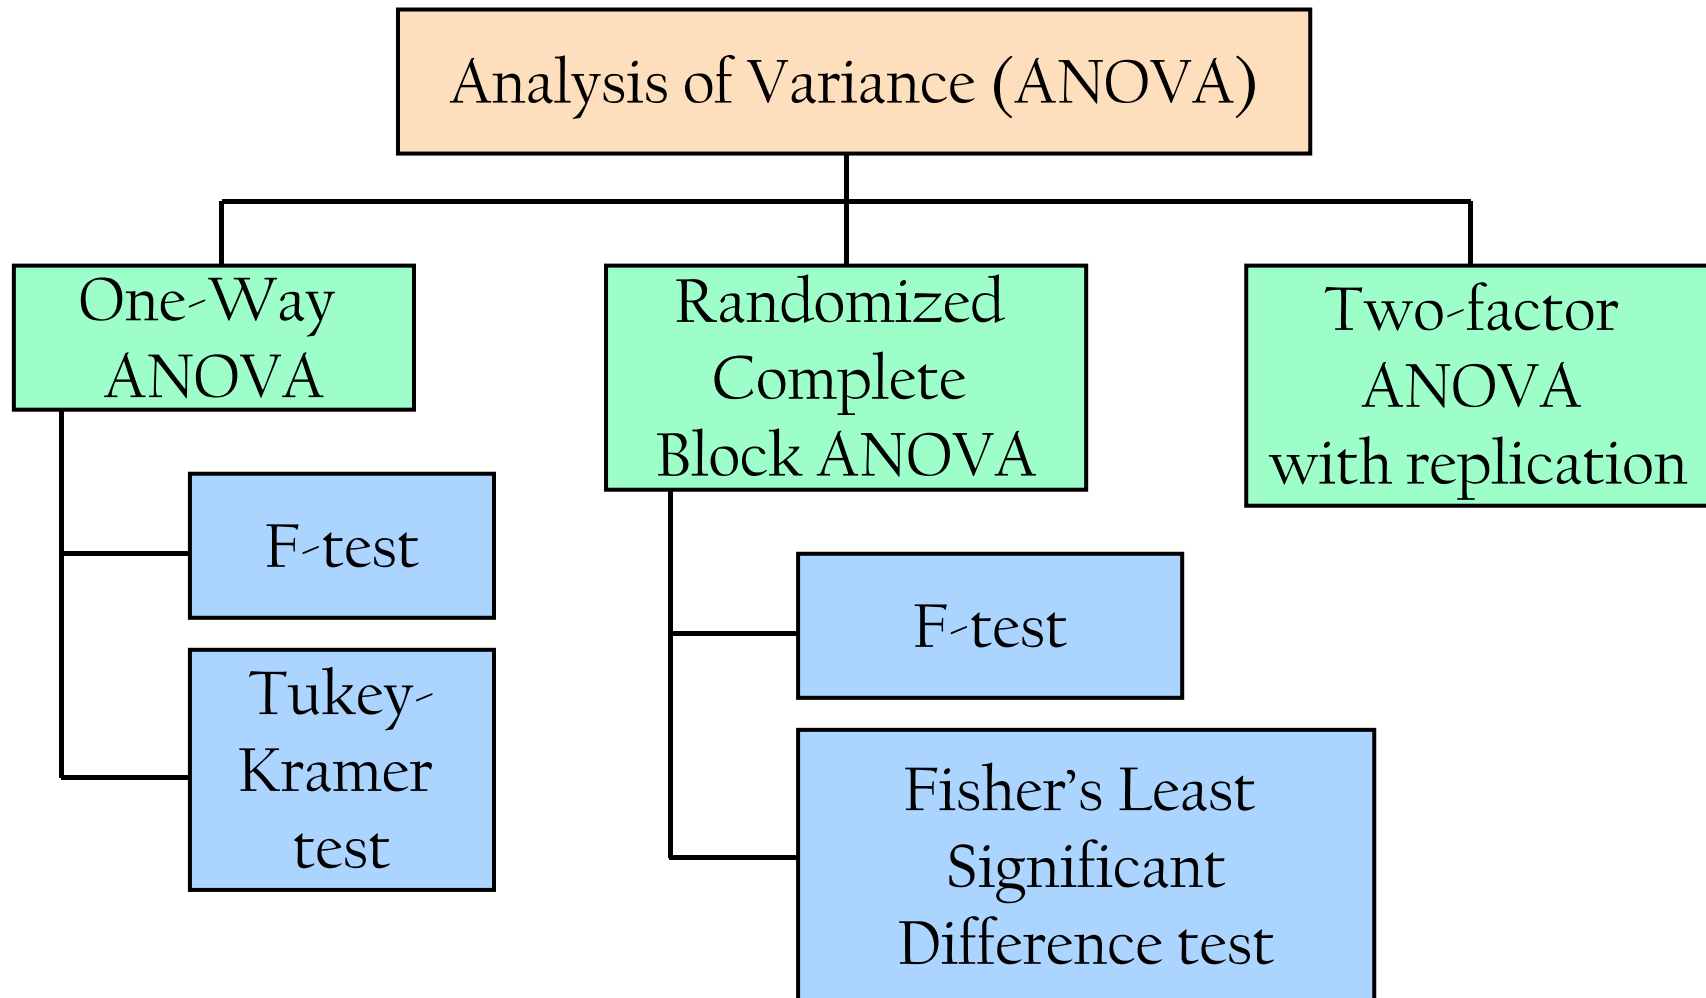 Analysis of Variance (ANOVA)
One-Way
ANOVA
F-test
Tukey-
Kramer
test
Randomized
Complete
Block ANOVA
F-test
Fisher’s Least
Significant
Difference test
Two-factor
ANOVA
with replication